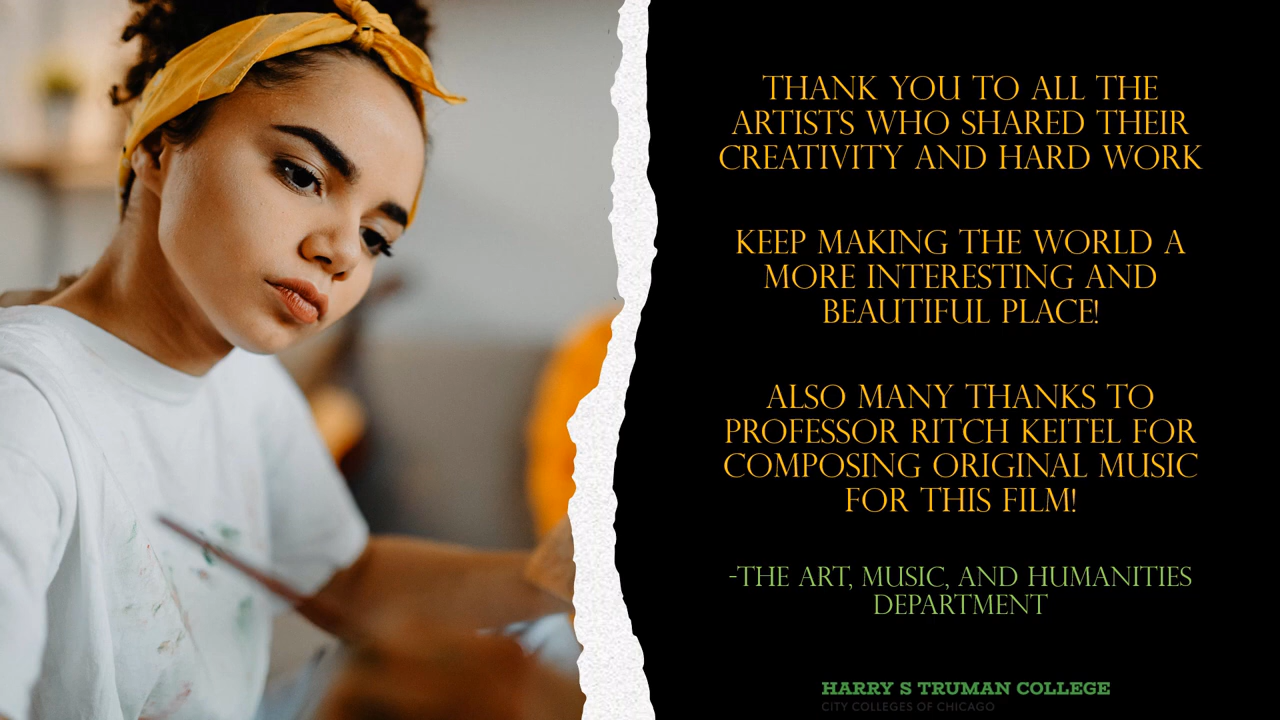 THANK YOU TO ALL THE
ARTISTS WHO SHARED THEIR
CREATIVITY AND HARD WORK
KEEP MAKING THE WORLD A
MORE INTERESTING AND
BEAUTIFUL PLACE!
ALSO MANY THANKS TO
PROFESSOR RITCH KEITEL FOR
COMPOSING ORIGINAL MUSIC
FOR THIS FILM!
-THE ART, MUSIC, AND HUMANITIES
DEPARTMENT
HARRY S TRUMAN COLLEGE
CITY COLLEGES OF CHICAGO